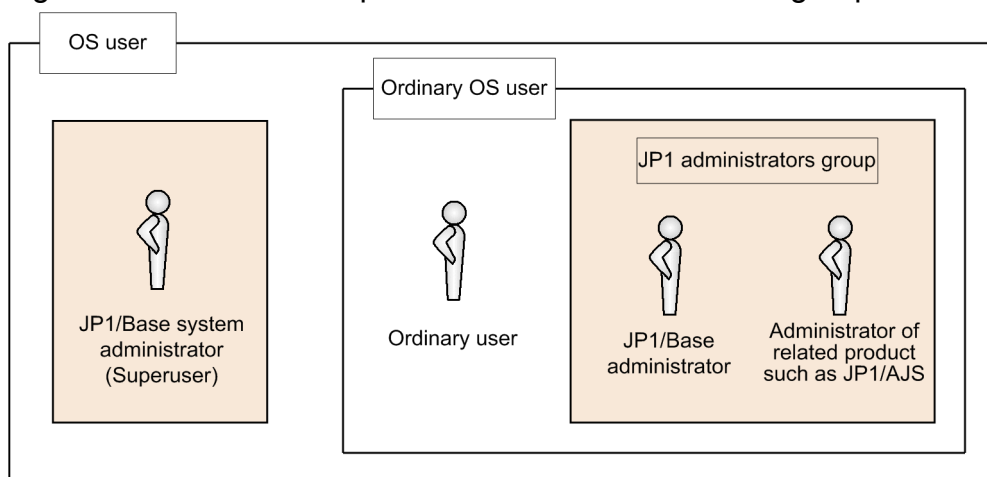 OS user
Ordinary OS user
JP1 administrators group
JP1/Base system
administrator
(Superuser)
Ordinary user
JP1/Base
administrator
Administrator of
related product
such as JP1/AJS